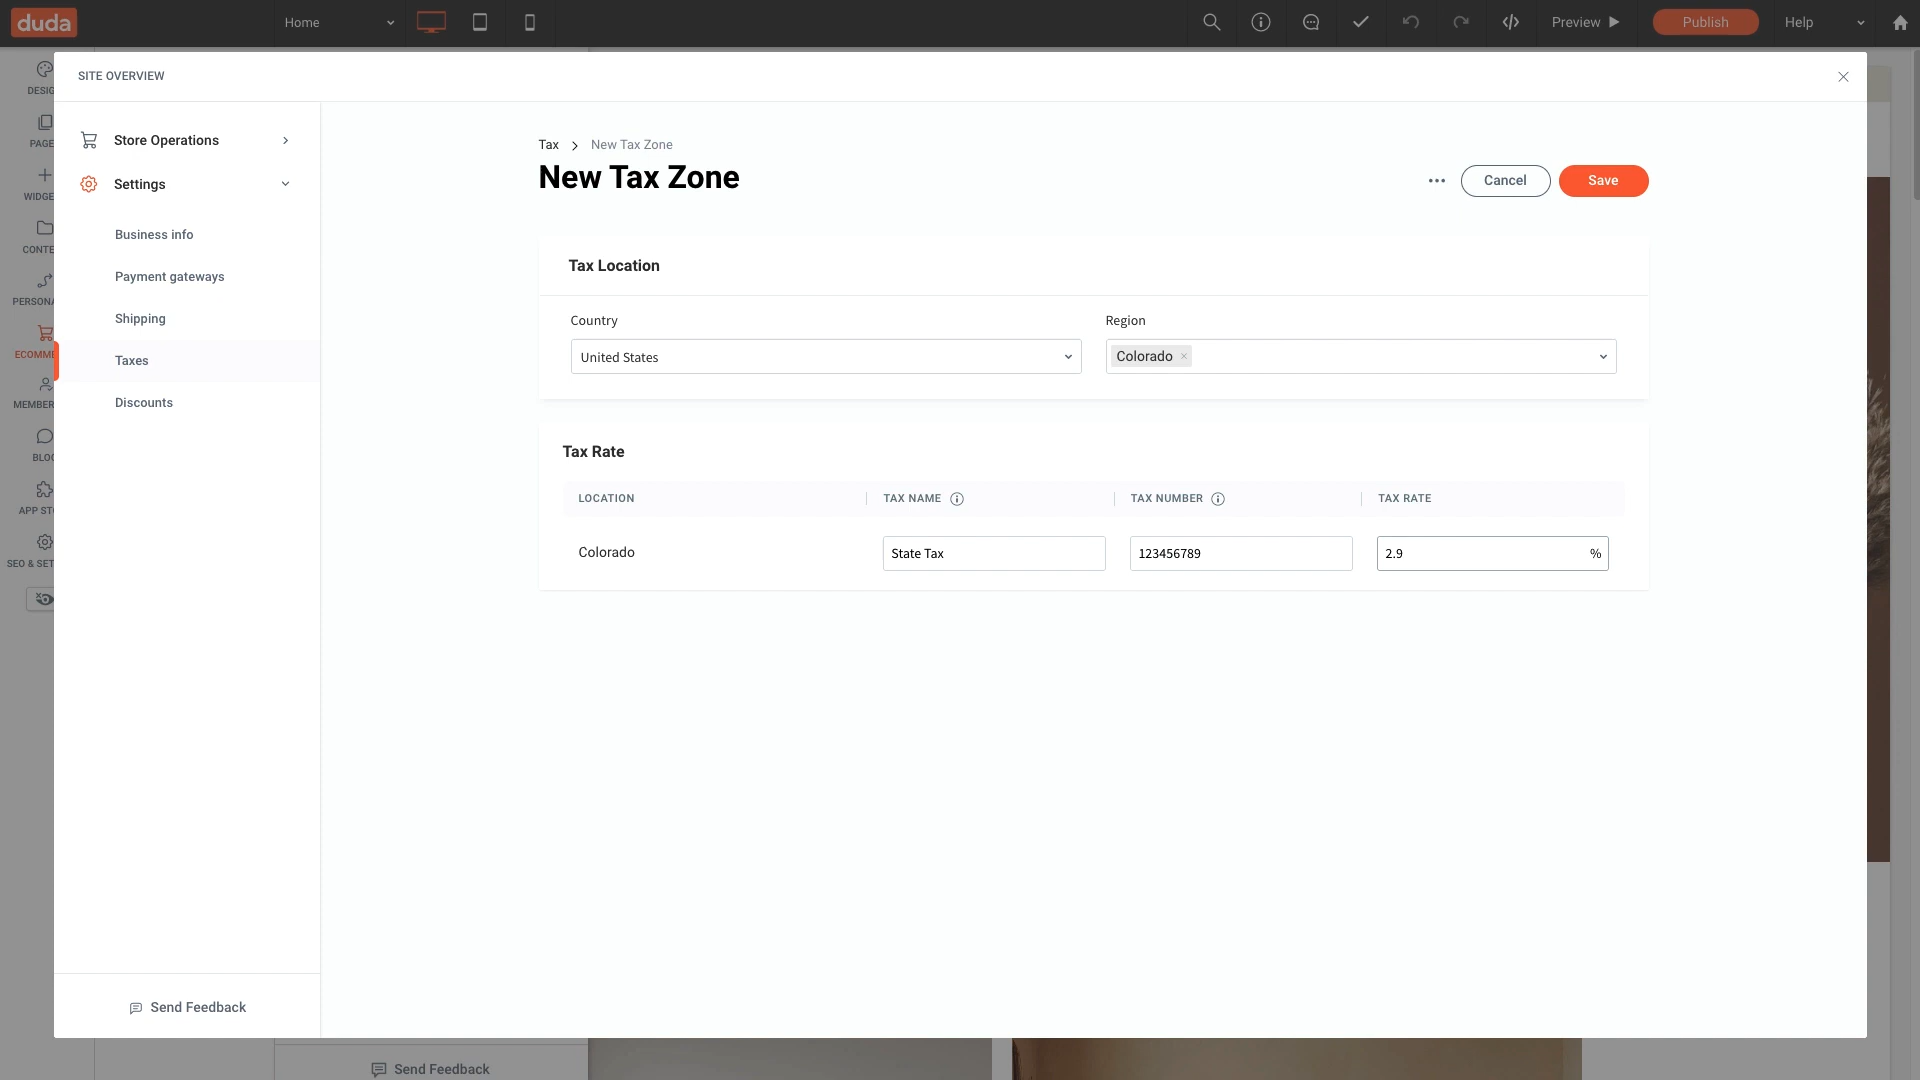 duda
Home
Preview
Publish
Help
SITE OVERVIEW
DESIG
PAGE
WIDGE
CONTE
PERSONA
ECOMME
MEMBER
BLOG
APP STO
SEO & SET
Store Operations
Settings
Business info
Payment gateways
Shipping
Taxes
Discounts
Send Feedback
Tax > New Tax Zone
New Tax Zone
Cancel
Save
Tax Location
Country
Region
United States
Colorado ×
Tax Rate
LOCATION TAX NAME TAX NUMBER TAX RATE
Colorado State Tax 123456789 2.9 %
Send Feedback